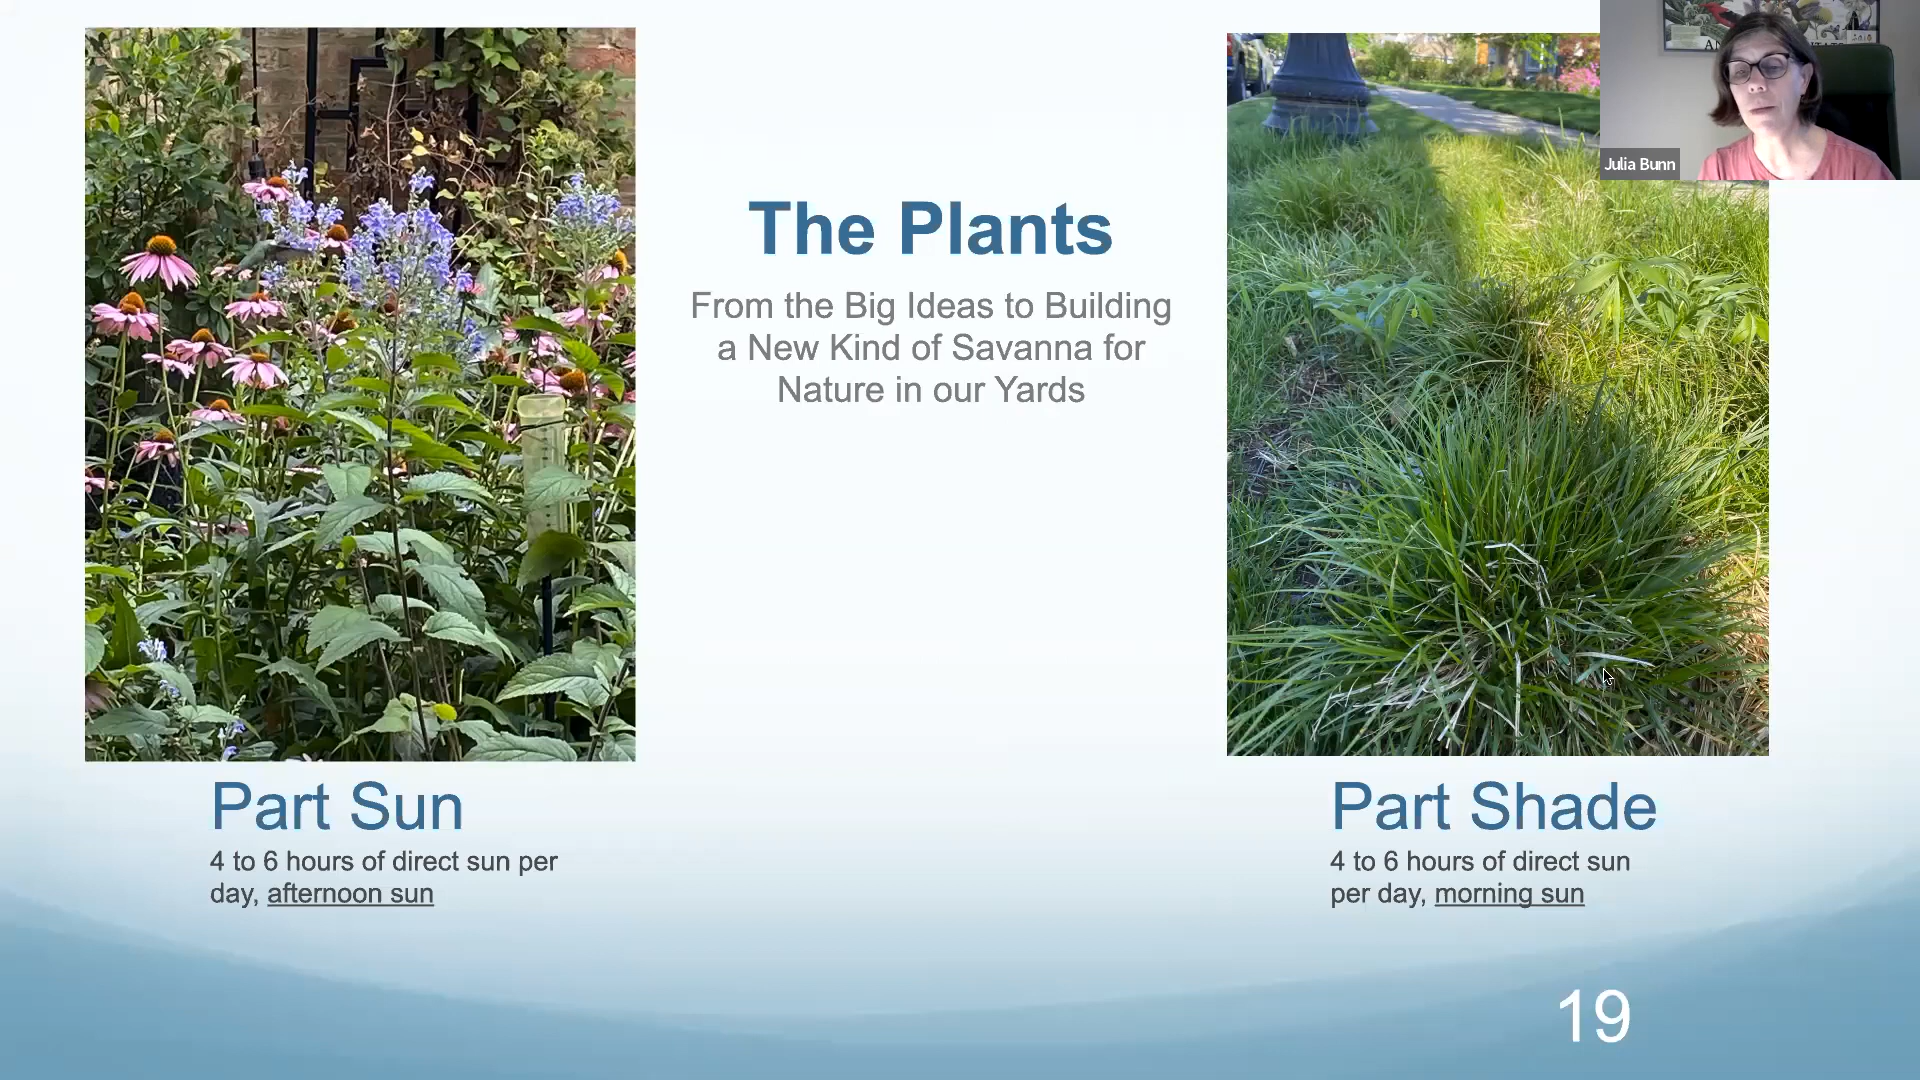 Julia Bunn
The Plants
From the Big Ideas to Building
a New Kind of Savanna for
Nature in our Yards
Part Sun
4 to 6 hours of direct sun per
day, afternoon sun
Part Shade
4 to 6 hours of direct sun
per day, morning sun
19